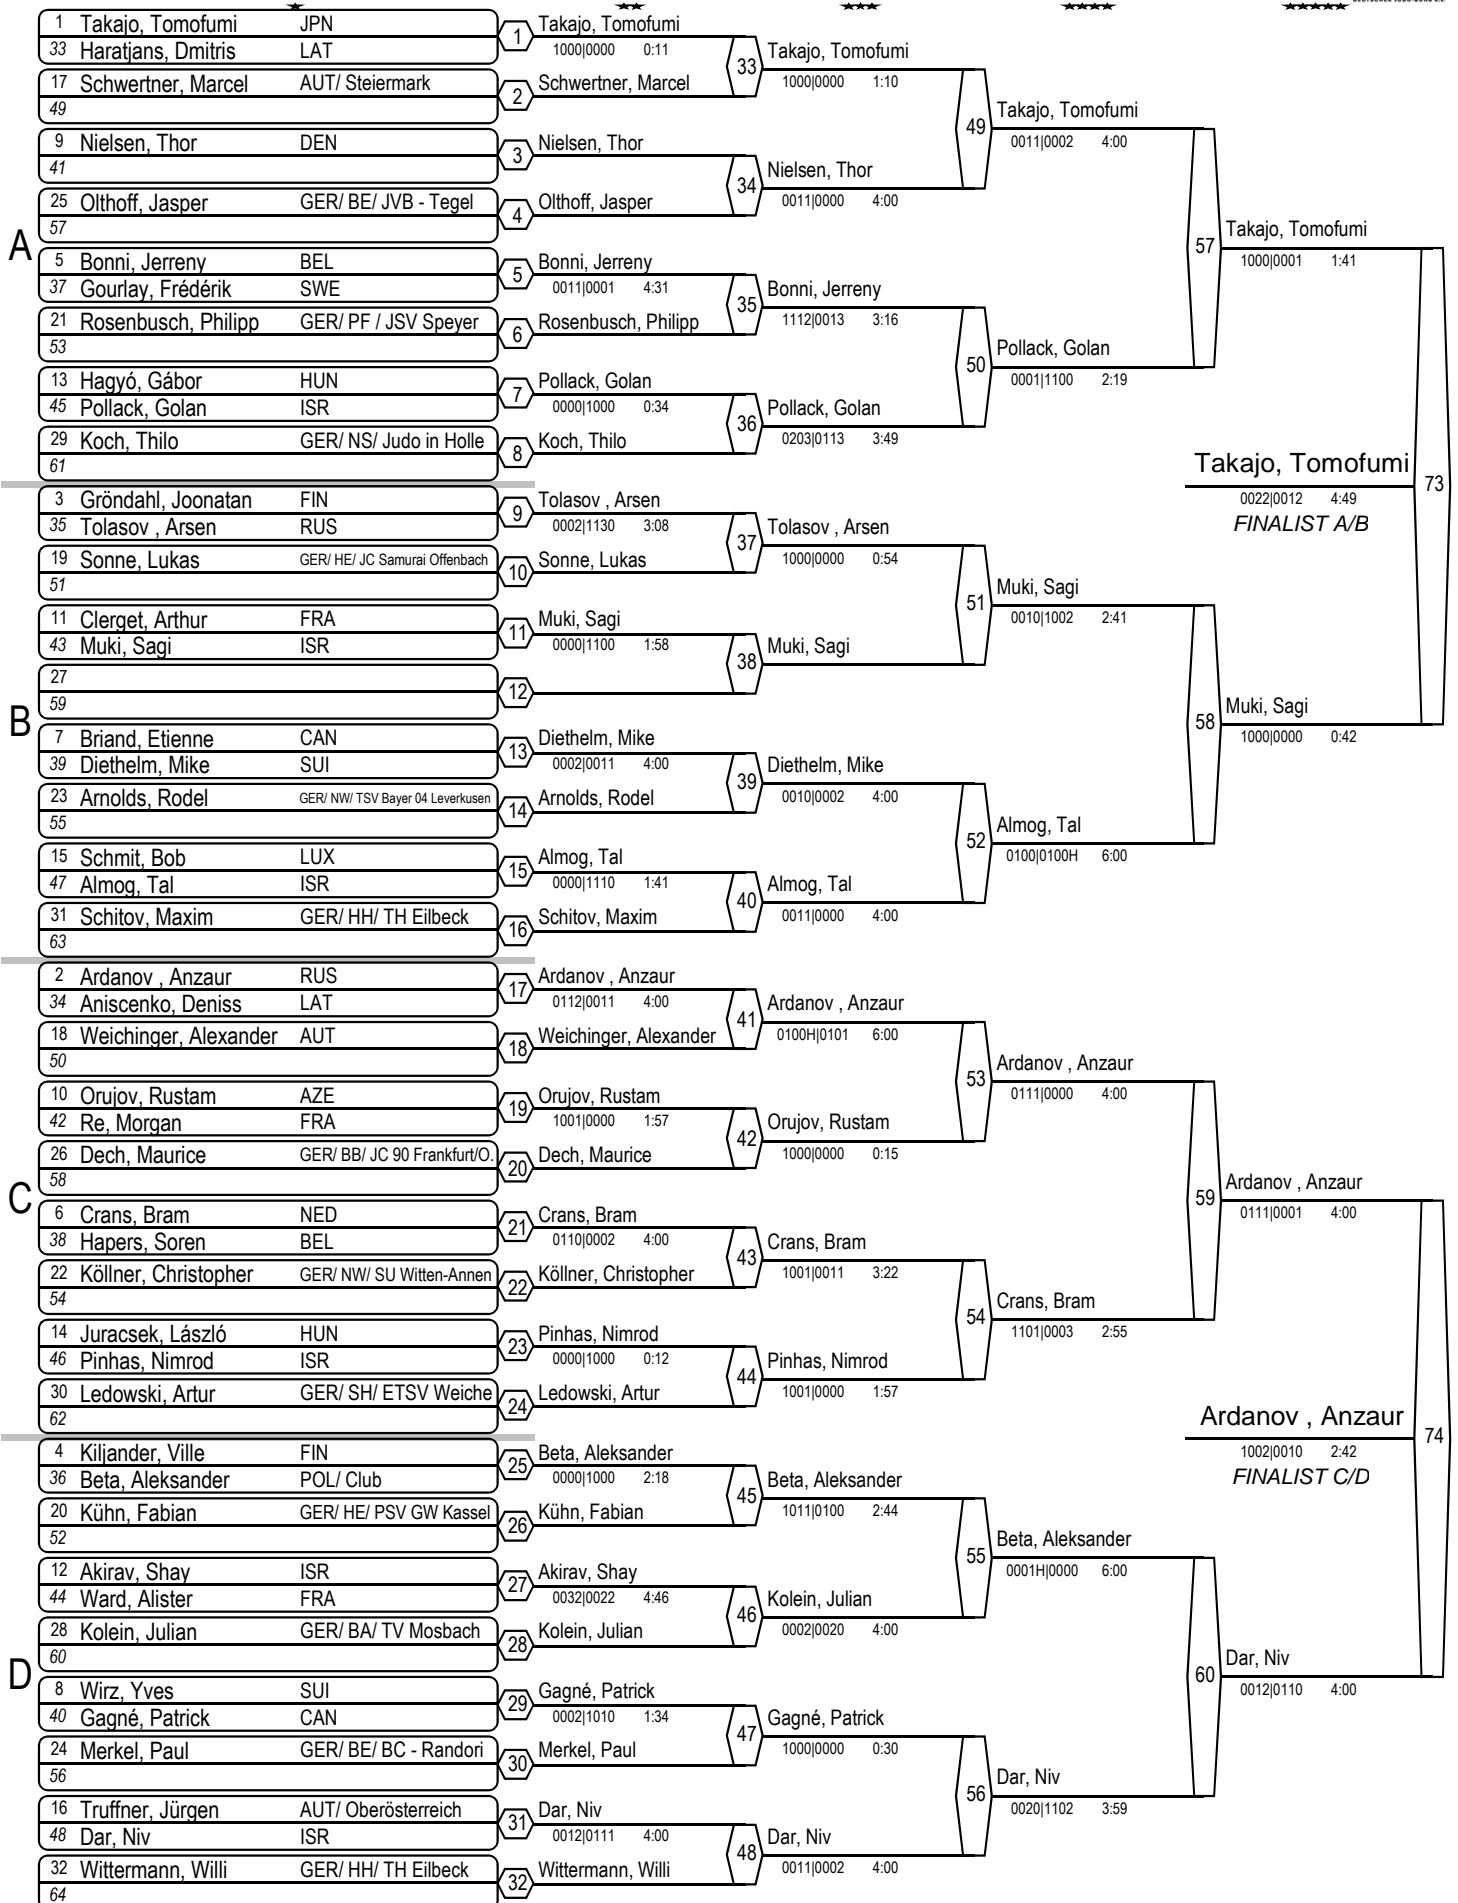 1 Takajo, Tomofumi JPN
33 Haratjans, Dmitris LAT
17 Schwertner, Marcel AUT/ Steiermark
49
9 Nielsen, Thor DEN
41
25 Olthoff, Jasper GER/ BE/ JVB - Tegel
57
A
5 Bonni, Jerreny BEL
37 Gourlay, Frédérik SWE
21 Rosenbusch, Philipp GER/ PF / JSV Speyer
53
13 Hagyó, Gábor HUN
45 Pollack, Golan ISR
29 Koch, Thilo GER/ NS/ Judo in Holle
61
3 Gröndahl, Joonatan FIN
35 Tolasov , Arsen RUS
19 Sonne, Lukas GER/ HE/ JC Samurai Offenbach
51
11 Clerget, Arthur FRA
43 Muki, Sagi ISR
27
59
B
7 Briand, Etienne CAN
39 Diethelm, Mike SUI
23 Arnolds, Rodel GER/ NW/ TSV Bayer 04 Leverkusen
55
15 Schmit, Bob LUX
47 Almog, Tal ISR
31 Schitov, Maxim GER/ HH/ TH Eilbeck
63
2 Ardanov , Anzaur RUS
34 Aniscenko, Deniss LAT
18 Weichinger, Alexander AUT
50
10 Orujov, Rustam AZE
42 Re, Morgan FRA
26 Dech, Maurice GER/ BB/ JC 90 Frankfurt/O.
58
C
6 Crans, Bram NED
38 Hapers, Soren BEL
22 Köllner, Christopher GER/ NW/ SU Witten-Annen
54
14 Juracsek, László HUN
46 Pinhas, Nimrod ISR
30 Ledowski, Artur GER/ SH/ ETSV Weiche
62
4 Kiljander, Ville FIN
36 Beta, Aleksander POL/ Club
20 Kühn, Fabian GER/ HE/ PSV GW Kassel
52
12 Akirav, Shay ISR
44 Ward, Alister FRA
28 Kolein, Julian GER/ BA/ TV Mosbach
60
D
8 Wirz, Yves SUI
40 Gagné, Patrick CAN
24 Merkel, Paul GER/ BE/ BC - Randori
56
16 Truffner, Jürgen AUT/ Oberösterreich
48 Dar, Niv ISR
32 Wittermann, Willi GER/ HH/ TH Eilbeck
64
1 Takajo, Tomofumi
1000|0000 0:11
2 Schwertner, Marcel
3 Nielsen, Thor
4 Olthoff, Jasper
5 Bonni, Jerreny
0011|0001 4:31
6 Rosenbusch, Philipp
7 Pollack, Golan
0000|1000 0:34
8 Koch, Thilo
9 Tolasov , Arsen
0002|1130 3:08
10 Sonne, Lukas
11 Muki, Sagi
0000|1100 1:58
12
13 Diethelm, Mike
0002|0011 4:00
14 Arnolds, Rodel
15 Almog, Tal
0000|1110 1:41
16 Schitov, Maxim
17 Ardanov , Anzaur
0112|0011 4:00
18 Weichinger, Alexander
19 Orujov, Rustam
1001|0000 1:57
20 Dech, Maurice
21 Crans, Bram
0110|0002 4:00
22 Köllner, Christopher
23 Pinhas, Nimrod
0000|1000 0:12
24 Ledowski, Artur
25 Beta, Aleksander
0000|1000 2:18
26 Kühn, Fabian
27 Akirav, Shay
0032|0022 4:46
28 Kolein, Julian
29 Gagné, Patrick
0002|1010 1:34
30 Merkel, Paul
31 Dar, Niv
0012|0111 4:00
32 Wittermann, Willi
33 Takajo, Tomofumi
1000|0000 1:10
34 Nielsen, Thor
0011|0000 4:00
35 Bonni, Jerreny
1112|0013 3:16
36 Pollack, Golan
0203|0113 3:49
37 Tolasov , Arsen
1000|0000 0:54
38 Muki, Sagi
39 Diethelm, Mike
0010|0002 4:00
40 Almog, Tal
0011|0000 4:00
41 Ardanov , Anzaur
0100H|0101 6:00
42 Orujov, Rustam
1000|0000 0:15
43 Crans, Bram
1001|0011 3:22
44 Pinhas, Nimrod
1001|0000 1:57
45 Beta, Aleksander
1011|0100 2:44
46 Kolein, Julian
0002|0020 4:00
47 Gagné, Patrick
1000|0000 0:30
48 Dar, Niv
0011|0002 4:00
49 Takajo, Tomofumi
0011|0002 4:00
50 Pollack, Golan
0001|1100 2:19
51 Muki, Sagi
0010|1002 2:41
52 Almog, Tal
0100|0100H 6:00
53 Ardanov , Anzaur
0111|0000 4:00
54 Crans, Bram
1101|0003 2:55
55 Beta, Aleksander
0001H|0000 6:00
56 Dar, Niv
0020|1102 3:59
57 Takajo, Tomofumi
1000|0001 1:41
58 Muki, Sagi
1000|0000 0:42
59 Ardanov , Anzaur
0111|0001 4:00
60 Dar, Niv
0012|0110 4:00
Takajo, Tomofumi 73
0022|0012 4:49
FINALIST A/B
Ardanov , Anzaur 74
1002|0010 2:42
FINALIST C/D